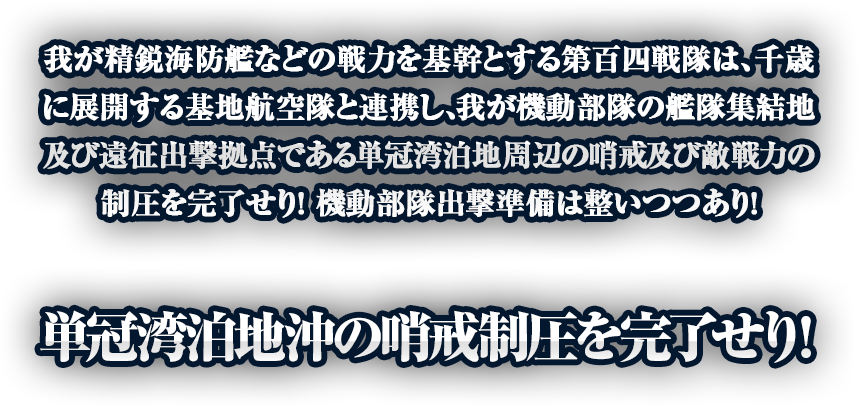 我が精鋭海防艦などの戦力を基幹とする第百四戦隊は、千歳
に展開する基地航空隊と連携し、我が機動部隊の艦隊集結地
及び遠征出撃拠点である単冠湾泊地周辺の哨戒及び敵戦力の
制圧を完了せり! 機動部隊出撃準備は整いつつあり!
単冠湾泊地沖の哨戒制圧を完了せり!